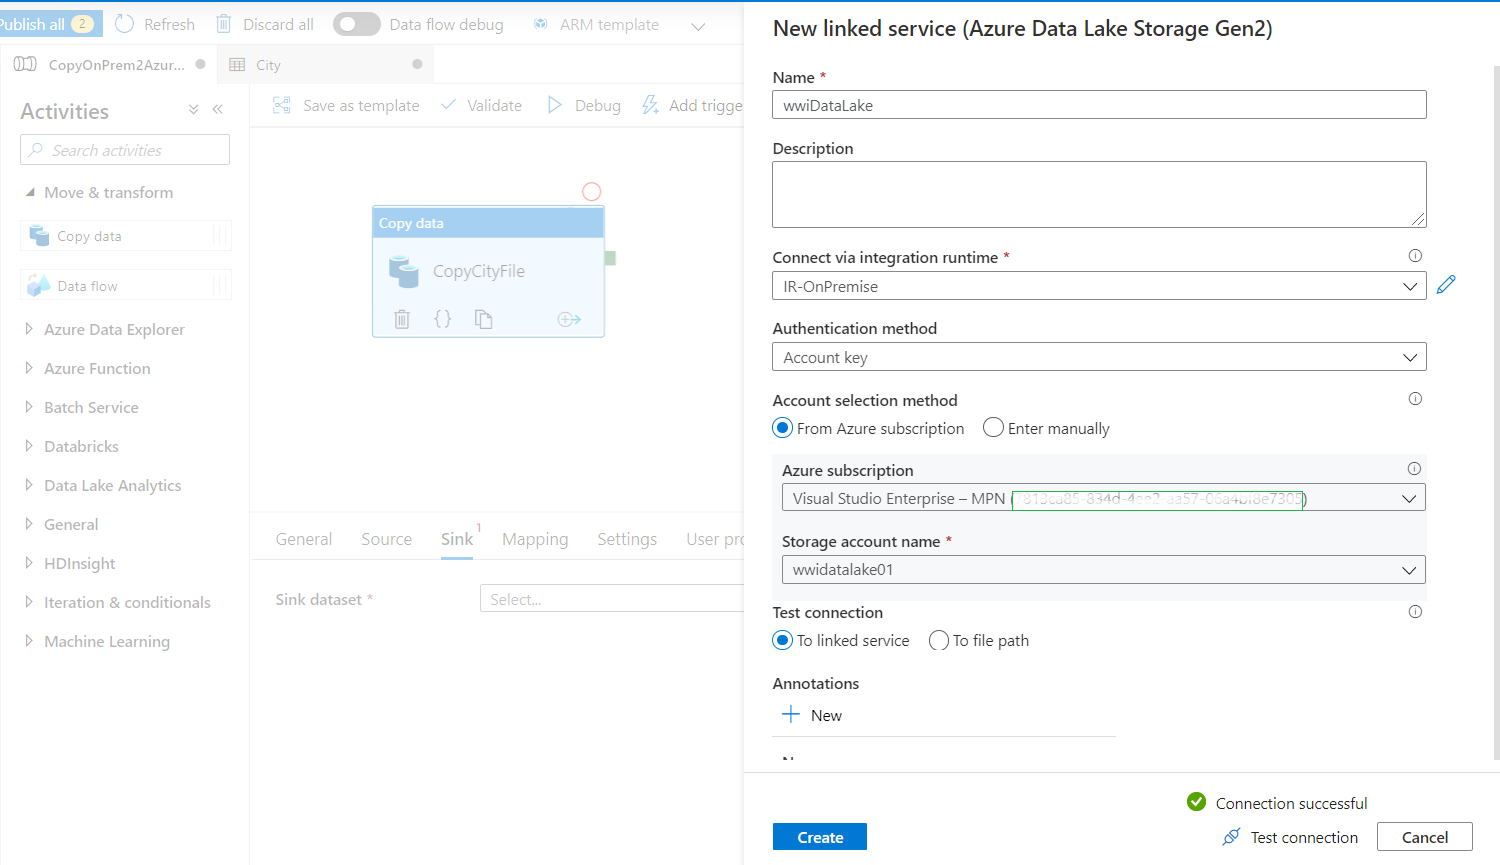 Publish all 2 Refresh Discard all Data flow debug ARM template
CopyOnPrem2Azur... City
Activities
Search activities
Move & transform
Copy data
Data flow
Azure Data Explorer
Azure Function
Batch Service
Databricks
Data Lake Analytics
General
HDInsight
Iteration & conditionals
Machine Learning
Save as template Validate Debug Add trigge
Copy data
CopyCityFile
General Source Sink 1 Mapping Settings User pro
Sink dataset *
Select...
New linked service (Azure Data Lake Storage Gen2)
Name *
wwiDataLake
Description
Connect via integration runtime *
IR-OnPremise
Authentication method
Account key
Account selection method
From Azure subscription Enter manually
Azure subscription
Visual Studio Enterprise – MPN (
Storage account name *
wwidatalake01
Test connection
To linked service To file path
Annotations
New
Connection successful
Create Test connection Cancel